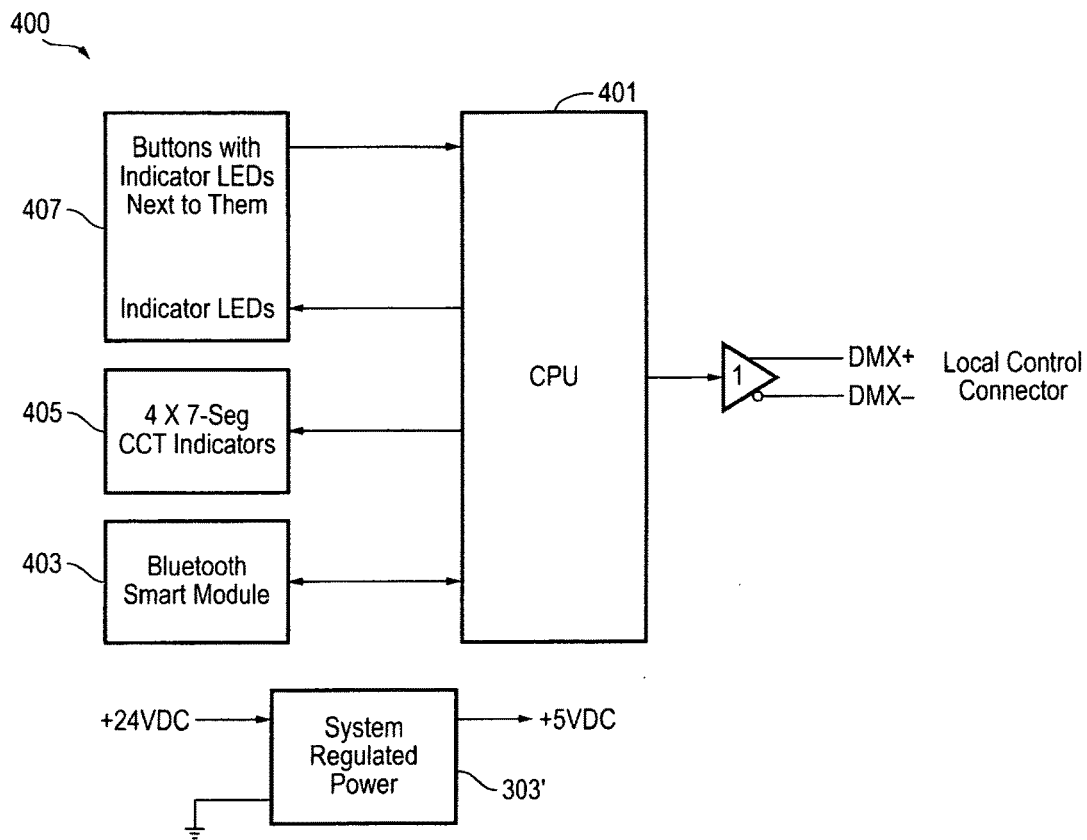 400
401
Buttons with
Indicator LEDs
Next to Them
407
Indicator LEDs
CPU
1
DMX+
DMX–
Local Control
Connector
405
4 X 7-Seg
CCT Indicators
403
Bluetooth
Smart Module
+24VDC
System
Regulated
Power
+5VDC
303'